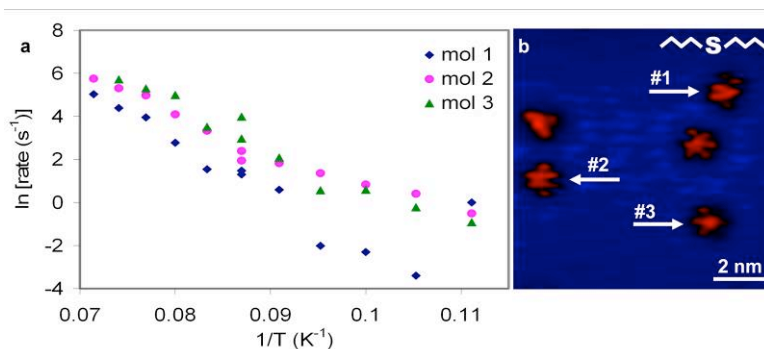 a
ln [rate (s⁻¹)]
8
6
4
2
0
-2
-4
0.07 0.08 0.09 0.1 0.11
1/T (K⁻¹)
mol 1
mol 2
mol 3
b
S
#1
#2
#3
2 nm